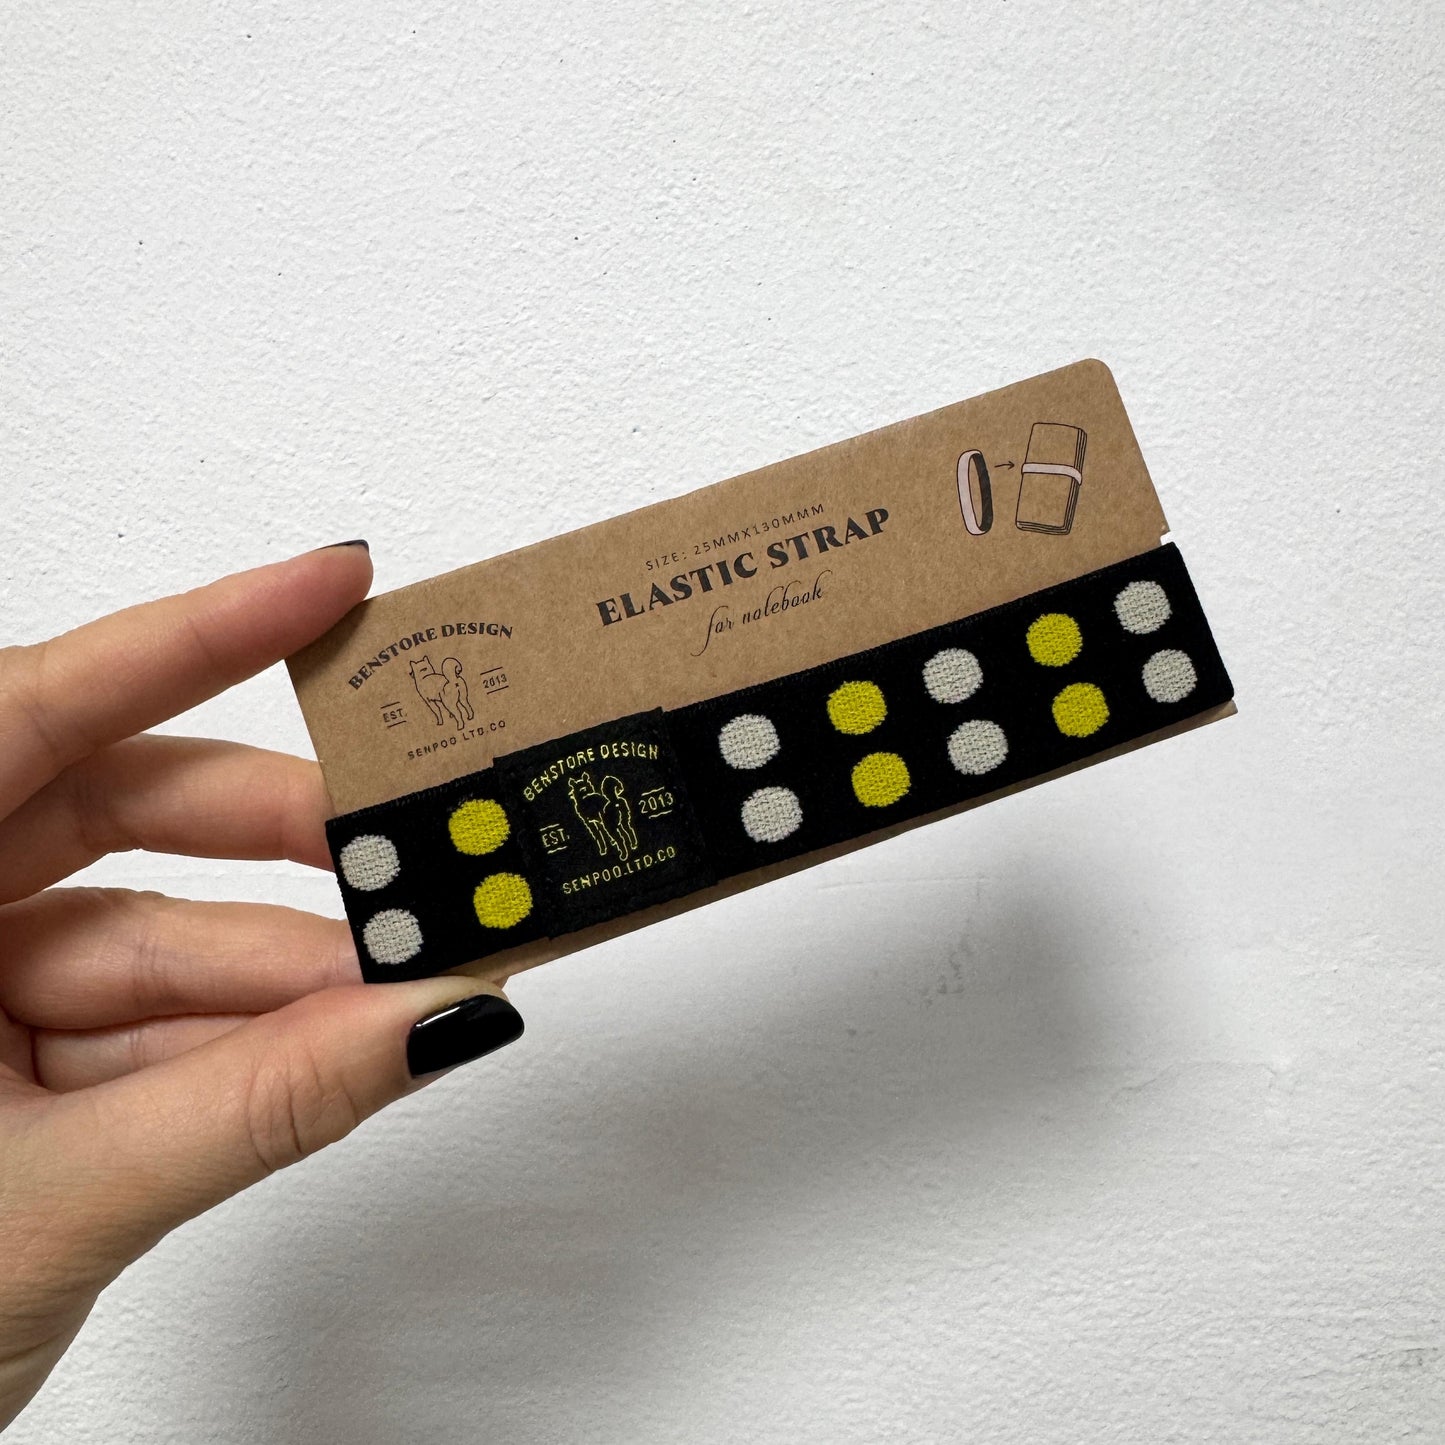 SIZE: 25MMX130MMM
ELASTIC STRAP
for notebook
BENSTORE DESIGN
EST. 2013
SENPOO LTD.CO
BENSTORE DESIGN
EST. 2013
SENPOO.LTD.CO